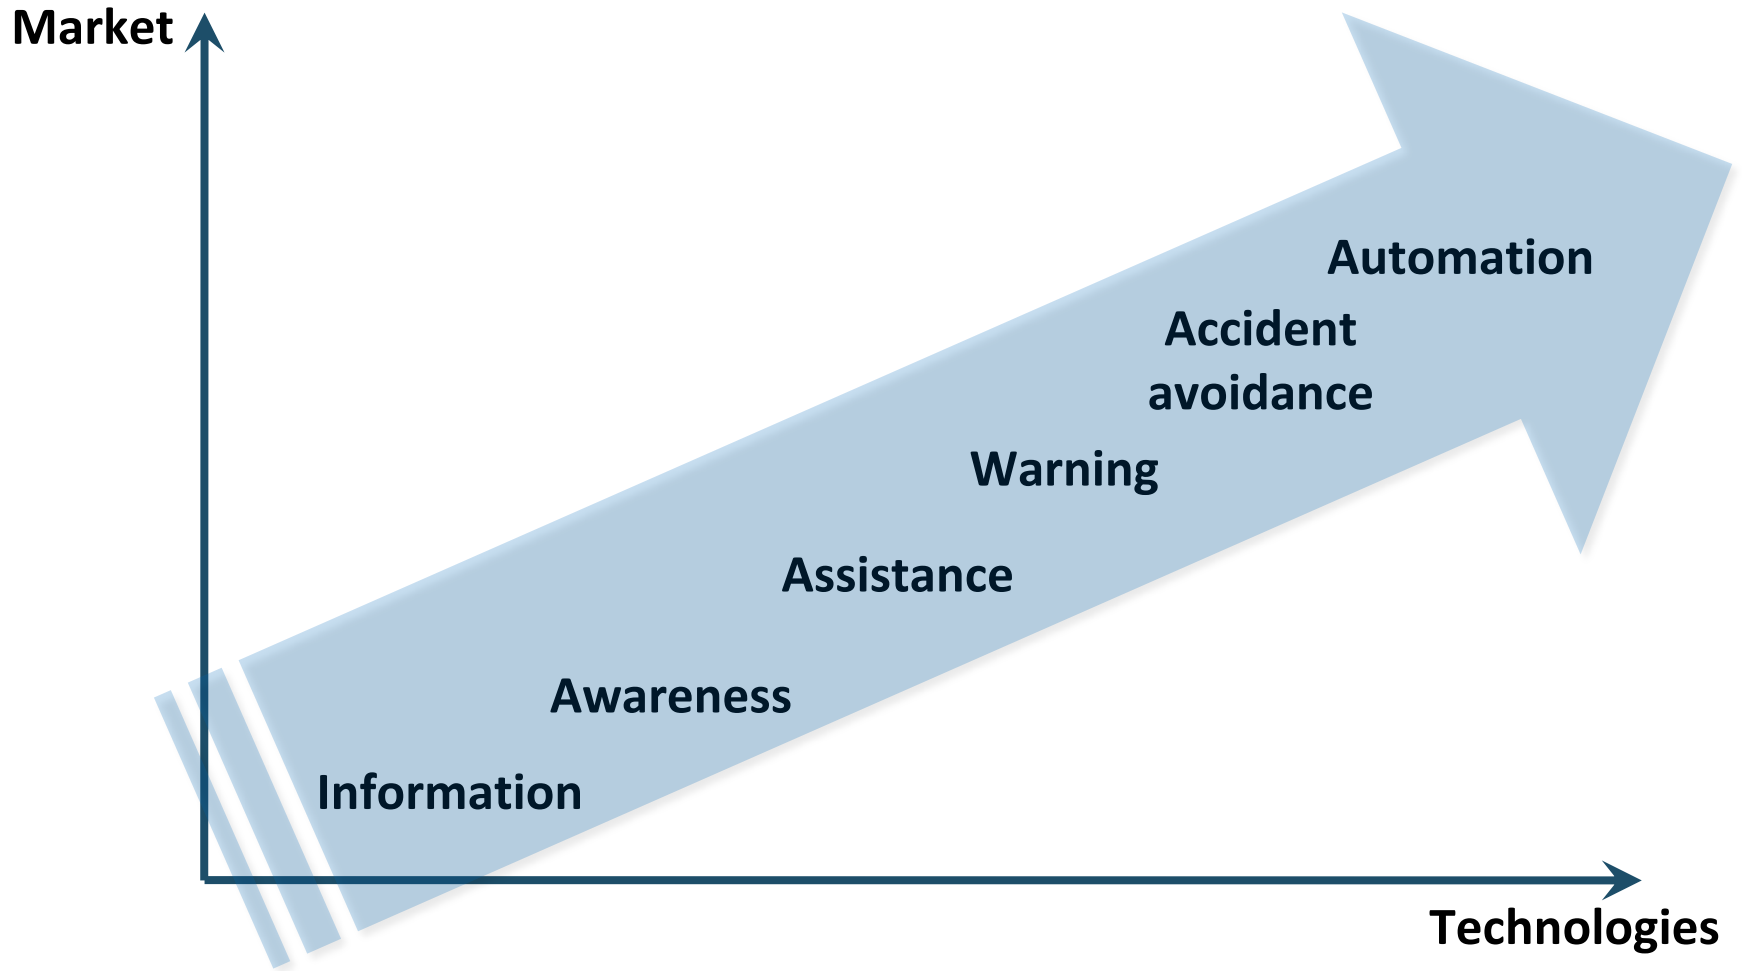 Market
Automation
Accident
avoidance
Warning
Assistance
Awareness
Information
Technologies